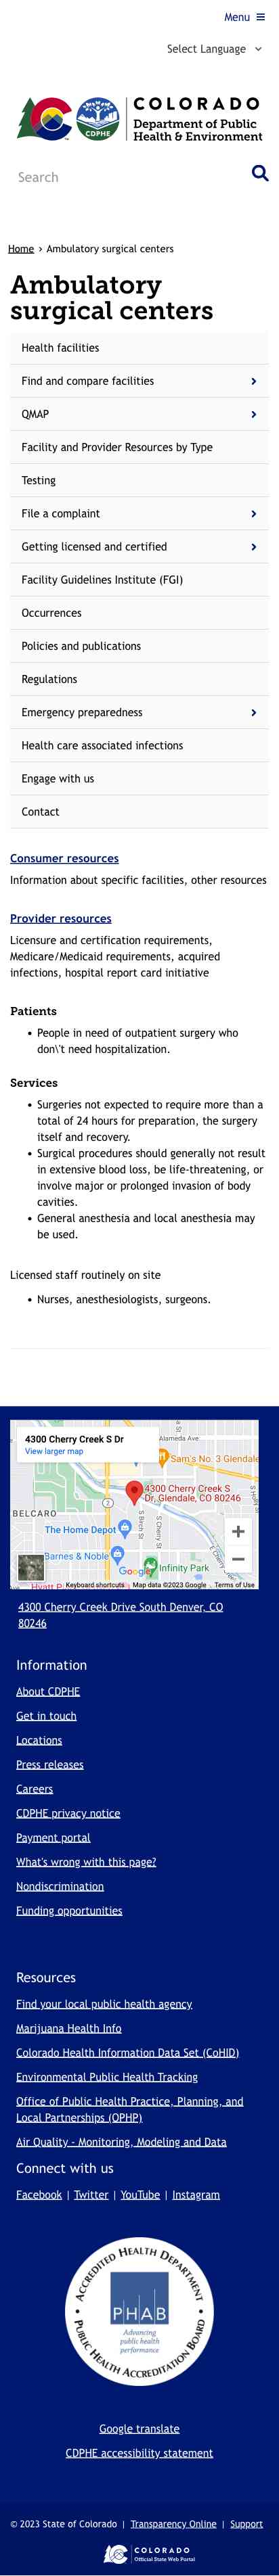 Menu
Select Language
CDPHE
COLORADO
Department of Public
Health & Environment
Search
Home > Ambulatory surgical centers
Ambulatory
surgical centers
Health facilities
Find and compare facilities
QMAP
Facility and Provider Resources by Type
Testing
File a complaint
Getting licensed and certified
Facility Guidelines Institute (FGI)
Occurrences
Policies and publications
Regulations
Emergency preparedness
Health care associated infections
Engage with us
Contact
Consumer resources
Information about specific facilities, other resources
Provider resources
Licensure and certification requirements,
Medicare/Medicaid requirements, acquired
infections, hospital report card initiative
Patients
• People in need of outpatient surgery who
don\'t need hospitalization.
Services
• Surgeries not expected to require more than a
total of 24 hours for preparation, the surgery
itself and recovery.
• Surgical procedures should generally not result
in extensive blood loss, be life-threatening, or
involve major or prolonged invasion of body
cavities.
• General anesthesia and local anesthesia may
be used.
Licensed staff routinely on site
• Nurses, anesthesiologists, surgeons.
4300 Cherry Creek S Dr
View larger map
Alameda Ave
Sam's No. 3 Glendale
4300 Cherry Creek S
Dr, Glendale, CO 80246
2
BELCARO
S Birch St
S Cherry St
The Home Depot
Barnes & Noble
Google
Infinity Park
Keyboard shortcuts
Map data ©2023 Google
Terms of Use
4300 Cherry Creek Drive South Denver, CO
80246
Information
About CDPHE
Get in touch
Locations
Press releases
Careers
CDPHE privacy notice
Payment portal
What's wrong with this page?
Nondiscrimination
Funding opportunities
Resources
Find your local public health agency
Marijuana Health Info
Colorado Health Information Data Set (CoHID)
Environmental Public Health Tracking
Office of Public Health Practice, Planning, and
Local Partnerships (OPHP)
Air Quality - Monitoring, Modeling and Data
Connect with us
Facebook | Twitter | YouTube | Instagram
ACCREDITED HEALTH DEPARTMENT
PHAB
Advancing
public health
performance
PUBLIC HEALTH ACCREDITATION BOARD
Google translate
CDPHE accessibility statement
© 2023 State of Colorado | Transparency Online | Support
COLORADO
Official State Web Portal